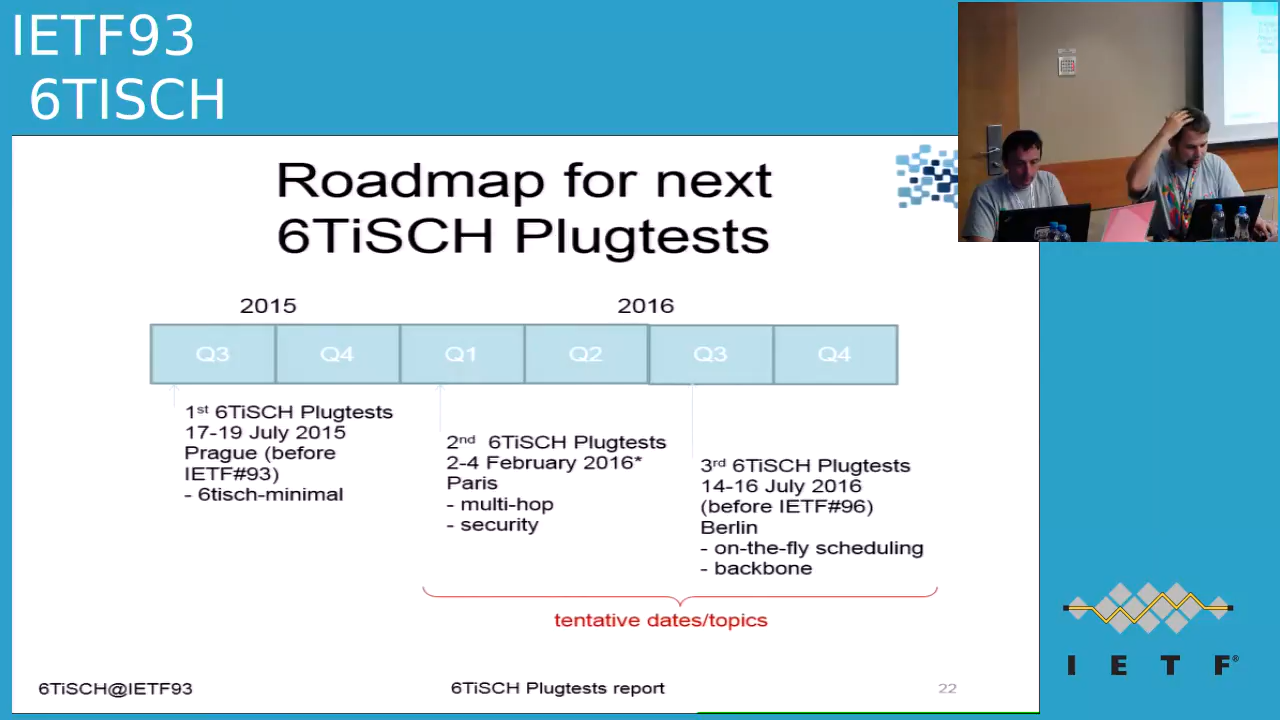 IETF93
6TISCH
Roadmap for next
6TiSCH Plugtests
2015
2016
Q3
Q4
Q1
Q2
Q3
Q4
1st 6TiSCH Plugtests
17-19 July 2015
Prague (before
IETF#93)
- 6tisch-minimal
2nd 6TiSCH Plugtests
2-4 February 2016*
Paris
- multi-hop
- security
3rd 6TiSCH Plugtests
14-16 July 2016
(before IETF#96)
Berlin
- on-the-fly scheduling
- backbone
tentative dates/topics
6TiSCH@IETF93
6TiSCH Plugtests report
22
I E T F®